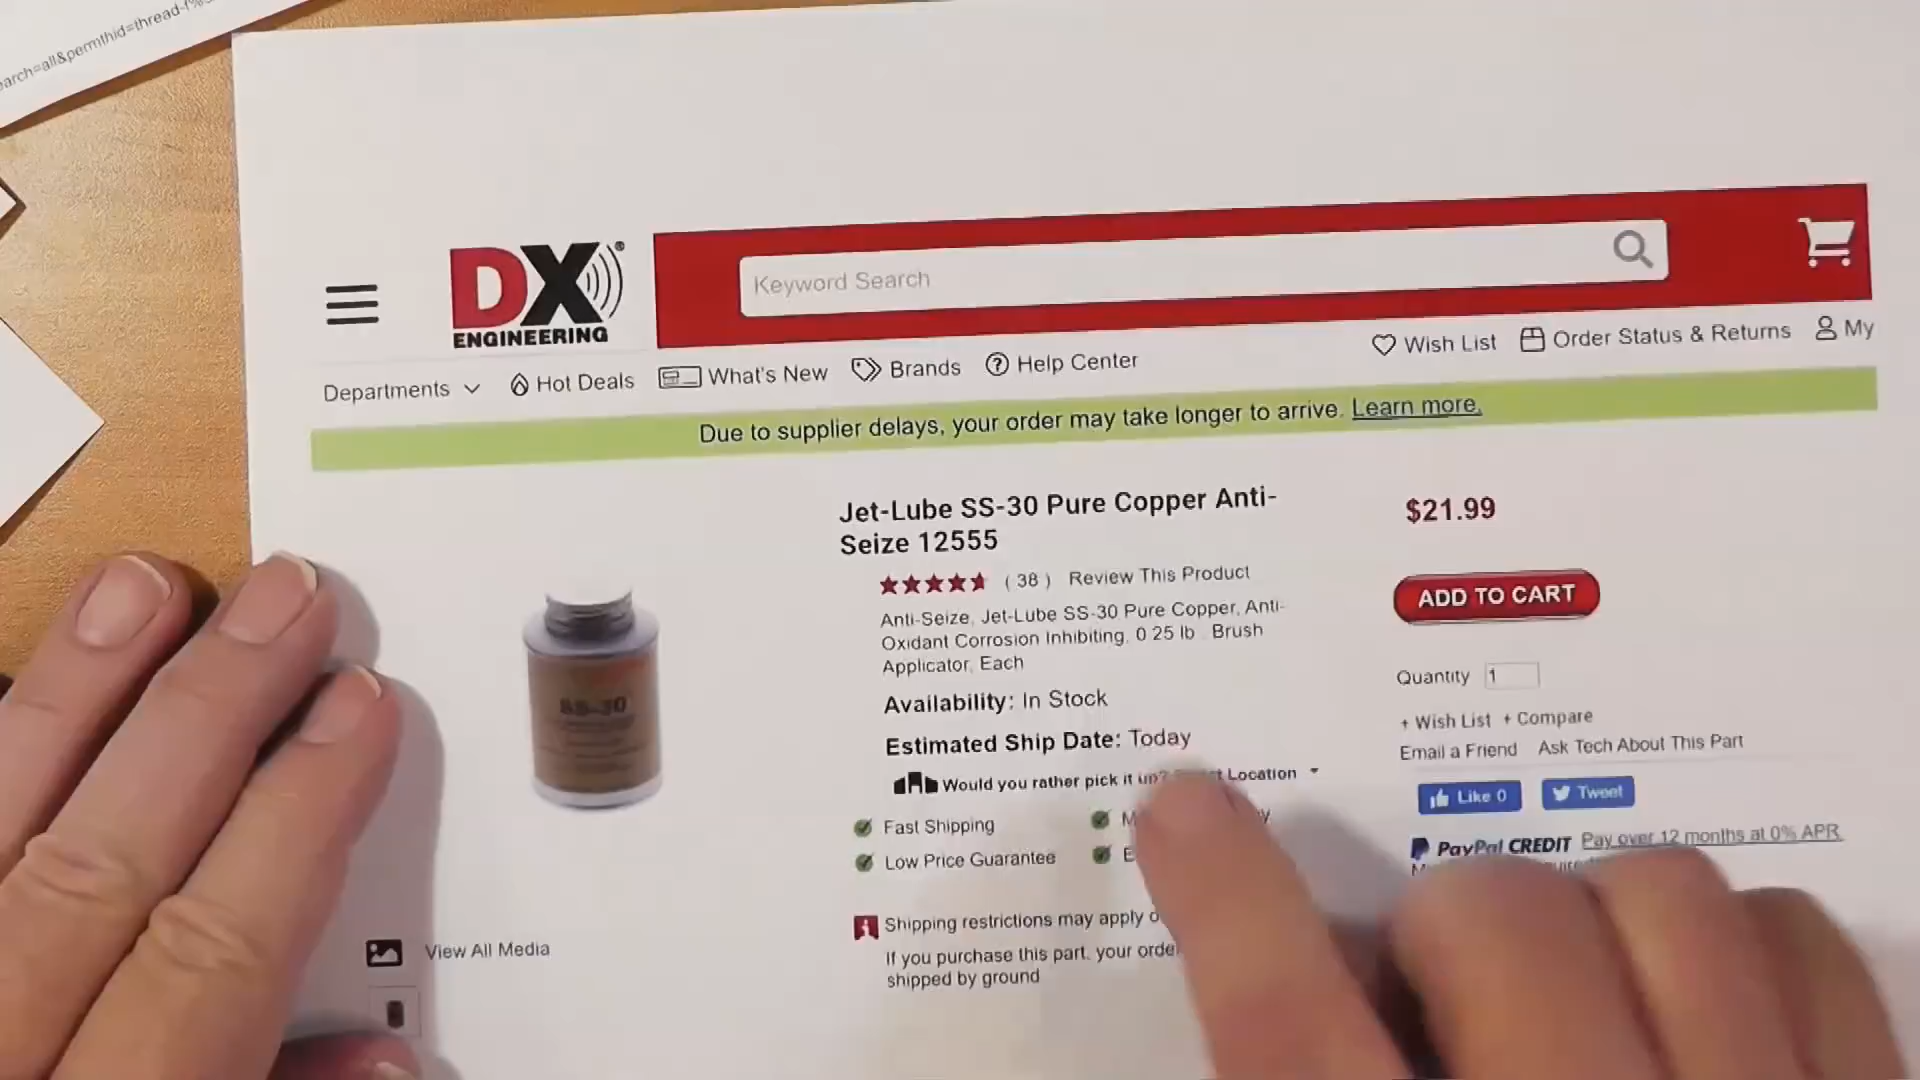 arch=all&permthid=thread-f%
DX®
ENGINEERING
Keyword Search
Wish List Order Status & Returns My
Departments Hot Deals What's New Brands Help Center
Due to supplier delays, your order may take longer to arrive. Learn more.
Jet-Lube SS-30 Pure Copper Anti-
Seize 12555
$21.99
( 38 ) Review This Product
ADD TO CART
Anti-Seize, Jet-Lube SS-30 Pure Copper, Anti-
Oxidant Corrosion Inhibiting, 0 25 lb . Brush
Applicator, Each
SS-30
Quantity 1
Availability: In Stock
+ Wish List + Compare
Estimated Ship Date: Today
Email a Friend Ask Tech About This Part
Would you rather pick it up? Location
Like 0 Tweet
Fast Shipping
PayPal CREDIT Pay over 12 months at 0% APR.
Low Price Guarantee
Shipping restrictions may apply
If you purchase this part, your
shipped by ground
View All Media